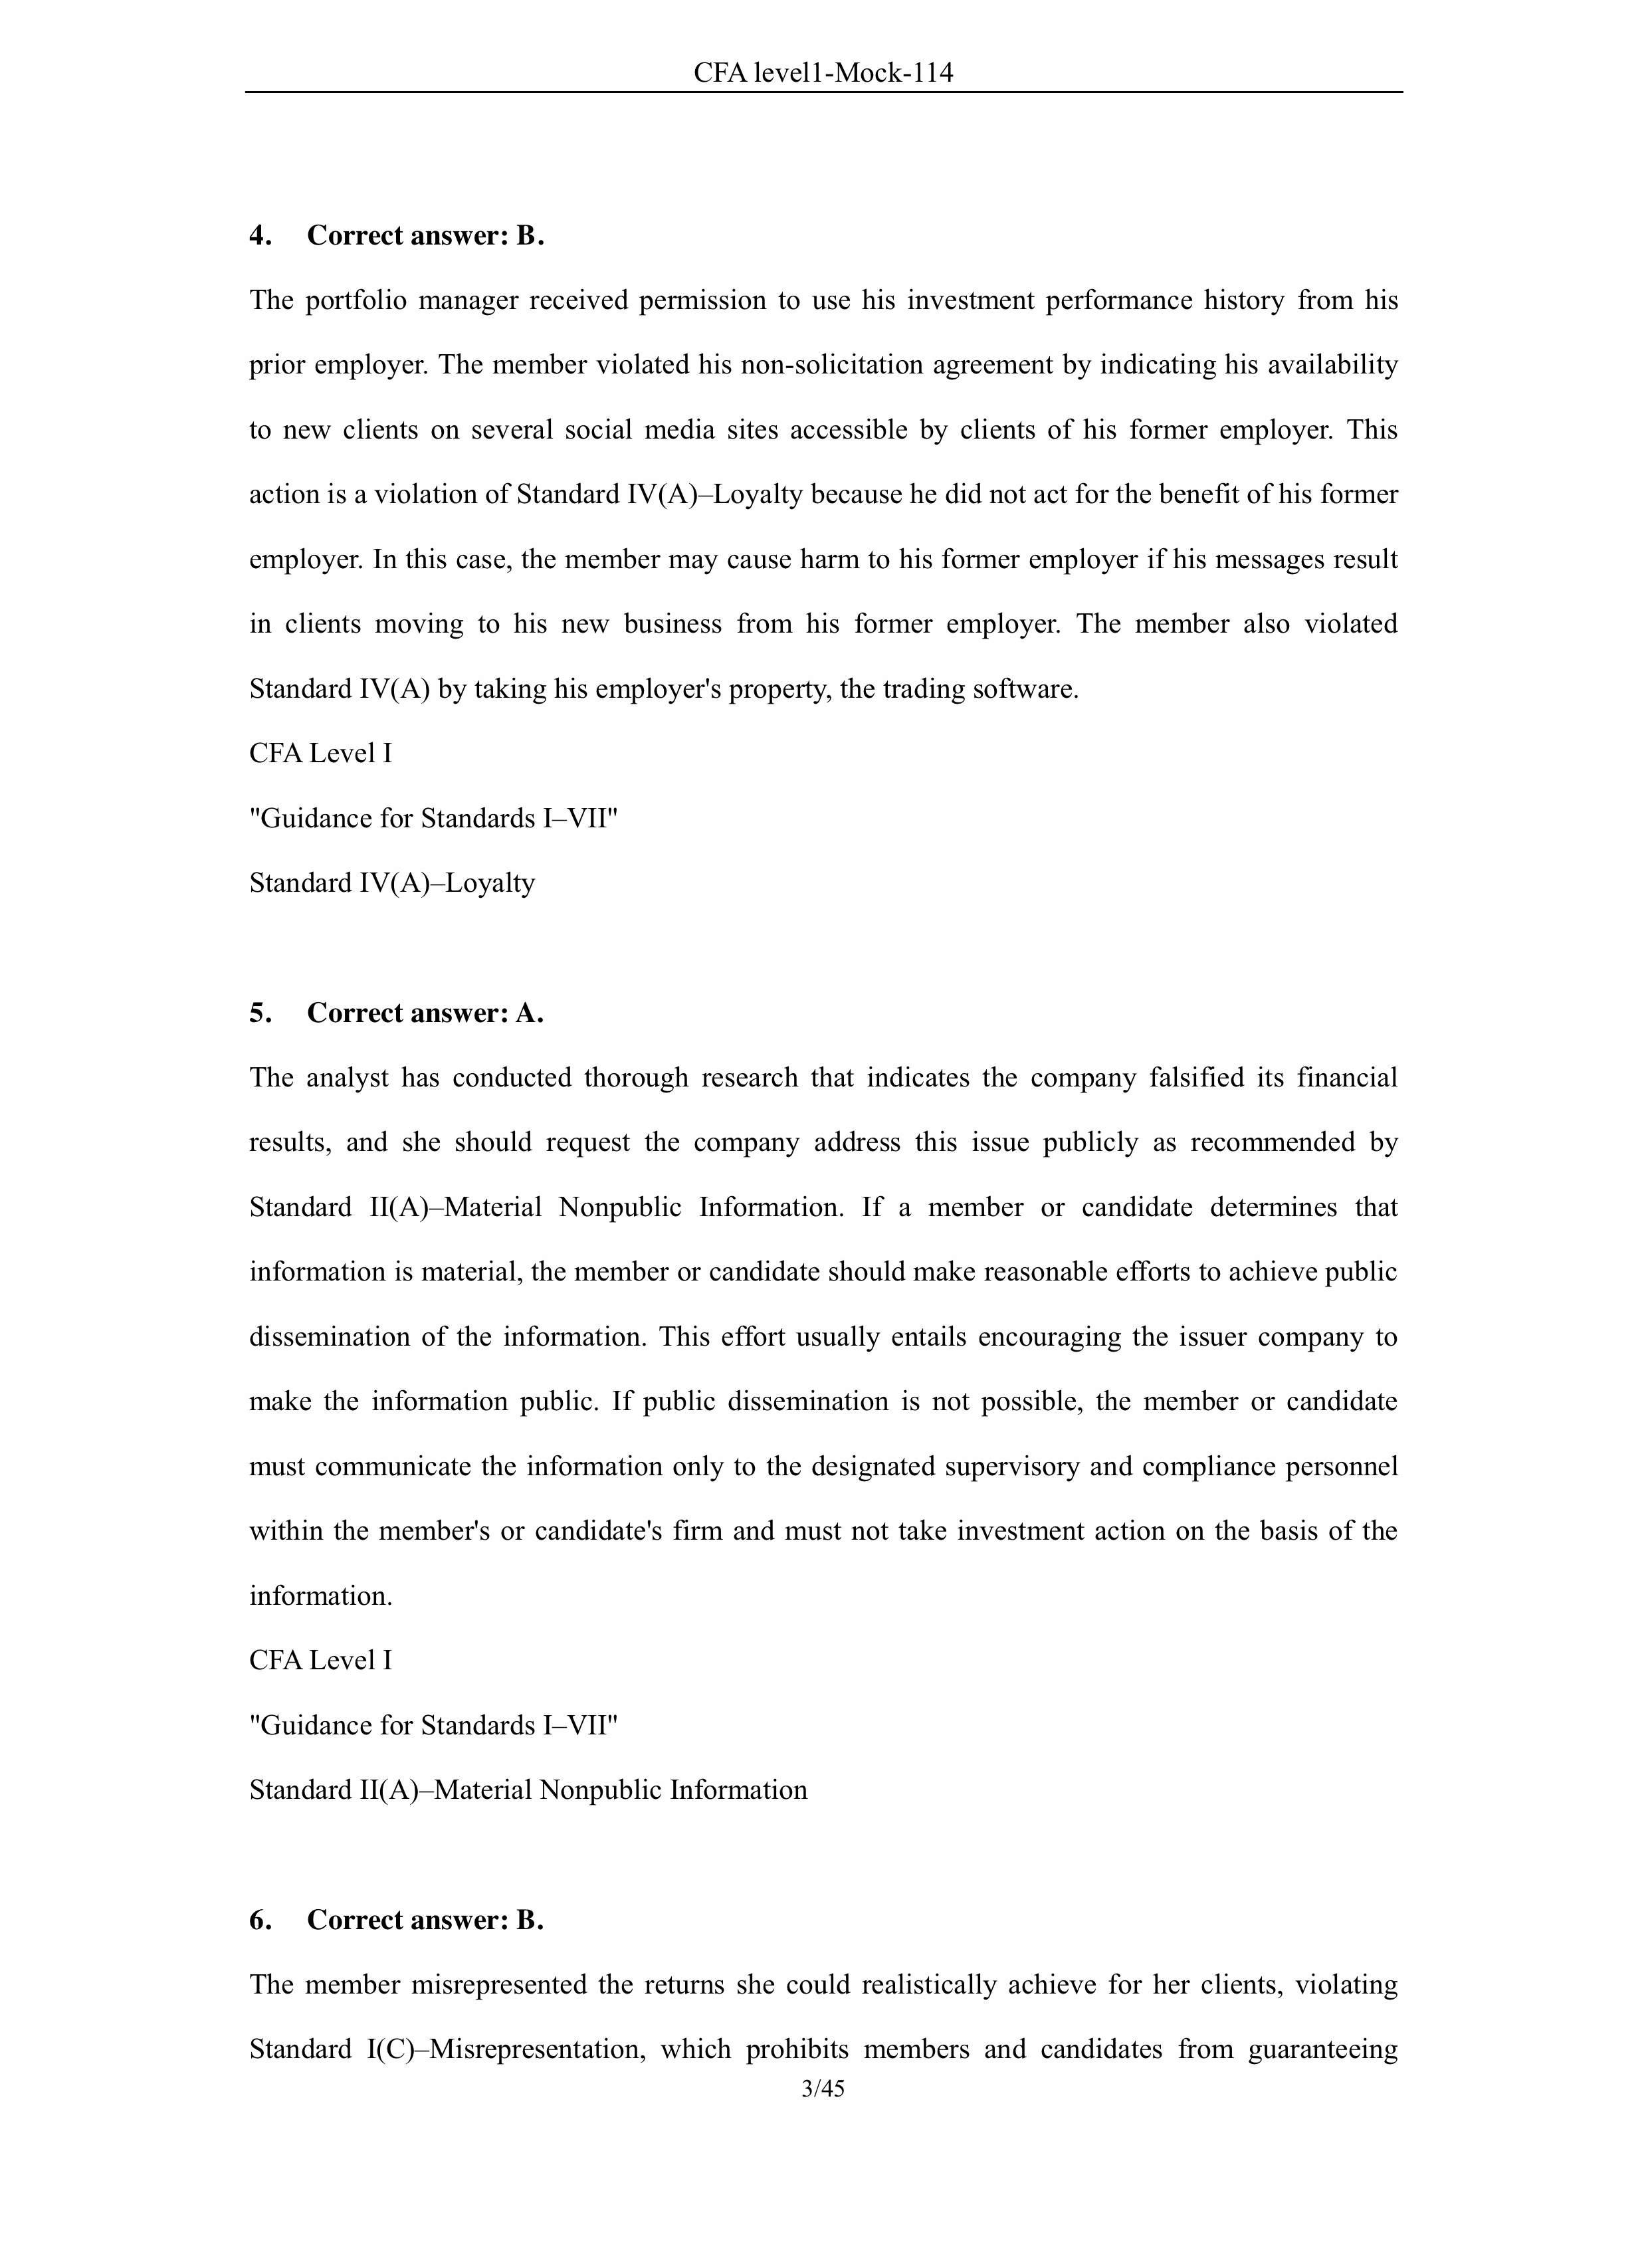 CFA level1-Mock-114
4. Correct answer: B.
The portfolio manager received permission to use his investment performance history from his
prior employer. The member violated his non-solicitation agreement by indicating his availability
to new clients on several social media sites accessible by clients of his former employer. This
action is a violation of Standard IV(A)–Loyalty because he did not act for the benefit of his former
employer. In this case, the member may cause harm to his former employer if his messages result
in clients moving to his new business from his former employer. The member also violated
Standard IV(A) by taking his employer's property, the trading software.
CFA Level I
"Guidance for Standards I–VII"
Standard IV(A)–Loyalty
5. Correct answer: A.
The analyst has conducted thorough research that indicates the company falsified its financial
results, and she should request the company address this issue publicly as recommended by
Standard II(A)–Material Nonpublic Information. If a member or candidate determines that
information is material, the member or candidate should make reasonable efforts to achieve public
dissemination of the information. This effort usually entails encouraging the issuer company to
make the information public. If public dissemination is not possible, the member or candidate
must communicate the information only to the designated supervisory and compliance personnel
within the member's or candidate's firm and must not take investment action on the basis of the
information.
CFA Level I
"Guidance for Standards I–VII"
Standard II(A)–Material Nonpublic Information
6. Correct answer: B.
The member misrepresented the returns she could realistically achieve for her clients, violating
Standard I(C)–Misrepresentation, which prohibits members and candidates from guaranteeing
3/45